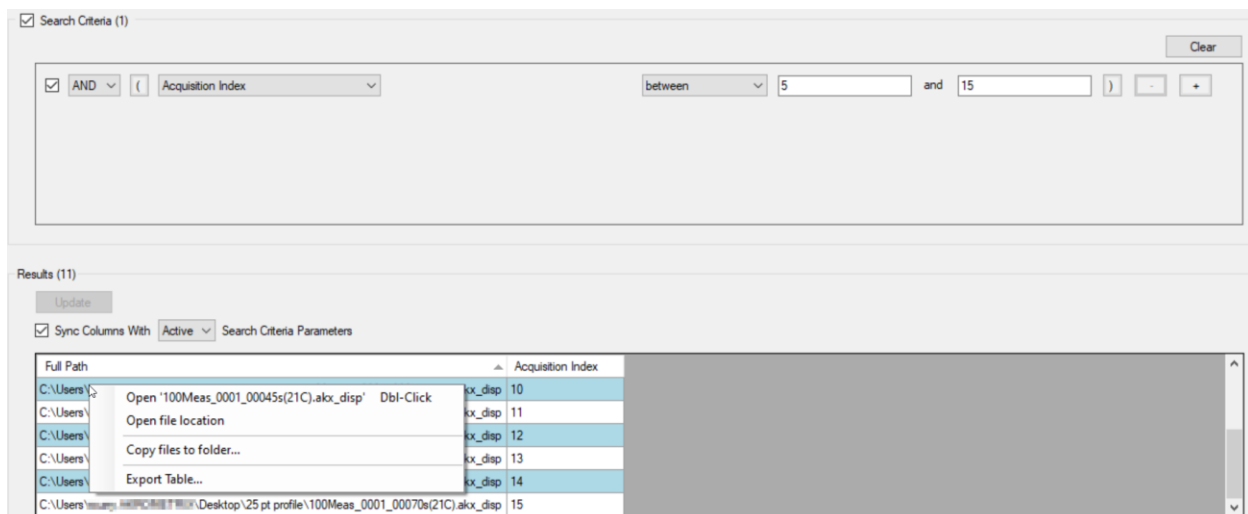 Search Criteria (1)
Clear
AND ( Acquisition Index between 5 and 15 ) - +
Results (11)
Update
Sync Columns With Active Search Criteria Parameters
Full Path Acquisition Index
C:\Users\ kx_disp 10
Open '100Meas_0001_00045s(21C).akx_disp' Dbl-Click
C:\Users\ kx_disp 11
Open file location
C:\Users\ kx_disp 12
Copy files to folder...
C:\Users\ kx_disp 13
Export Table...
C:\Users\ kx_disp 14
C:\Users\ \Desktop\25 pt profile\100Meas_0001_00070s(21C).akx_disp 15